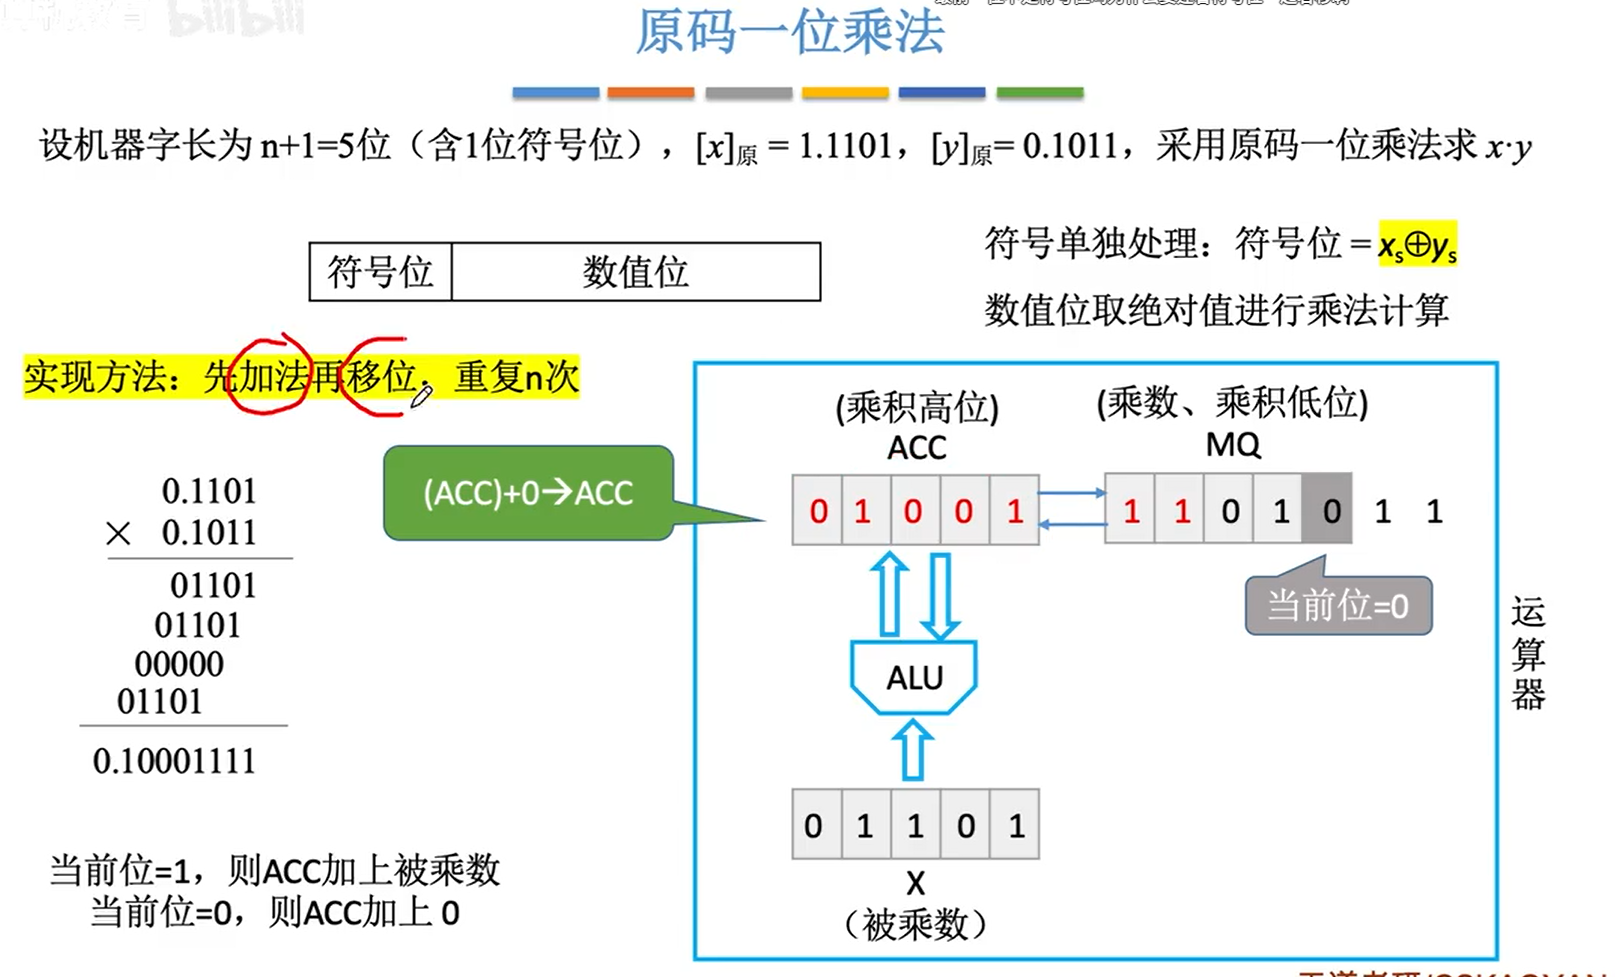 bilibili
原码一位乘法
设机器字长为 n+1=5位（含1位符号位），[x]原 = 1.1101，[y]原= 0.1011，采用原码一位乘法求 x·y
符号位 数值位
符号单独处理：符号位 = xs⊕ys
数值位取绝对值进行乘法计算
实现方法：先加法再移位，重复n次
(乘积高位) (乘数、乘积低位)
ACC MQ
(ACC)+0→ACC
0 1 0 0 1 1 1 0 1 0 1 1
当前位=0
0.1101
× 0.1011
01101
01101
00000
01101
0.10001111
ALU
运算器
0 1 1 0 1
X
（被乘数）
当前位=1，则ACC加上被乘数
当前位=0，则ACC加上 0